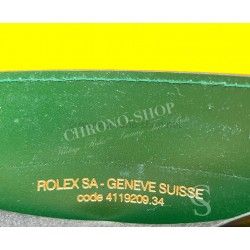 CHRONO-SHOP
ROLEX SA - GENEVE SUISSE
code 4119209.34